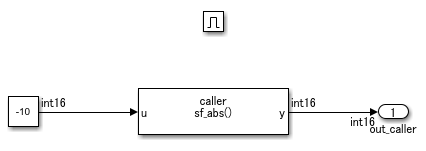 -10
int16
u
caller
sf_abs()
y
int16
int16
1
out_caller